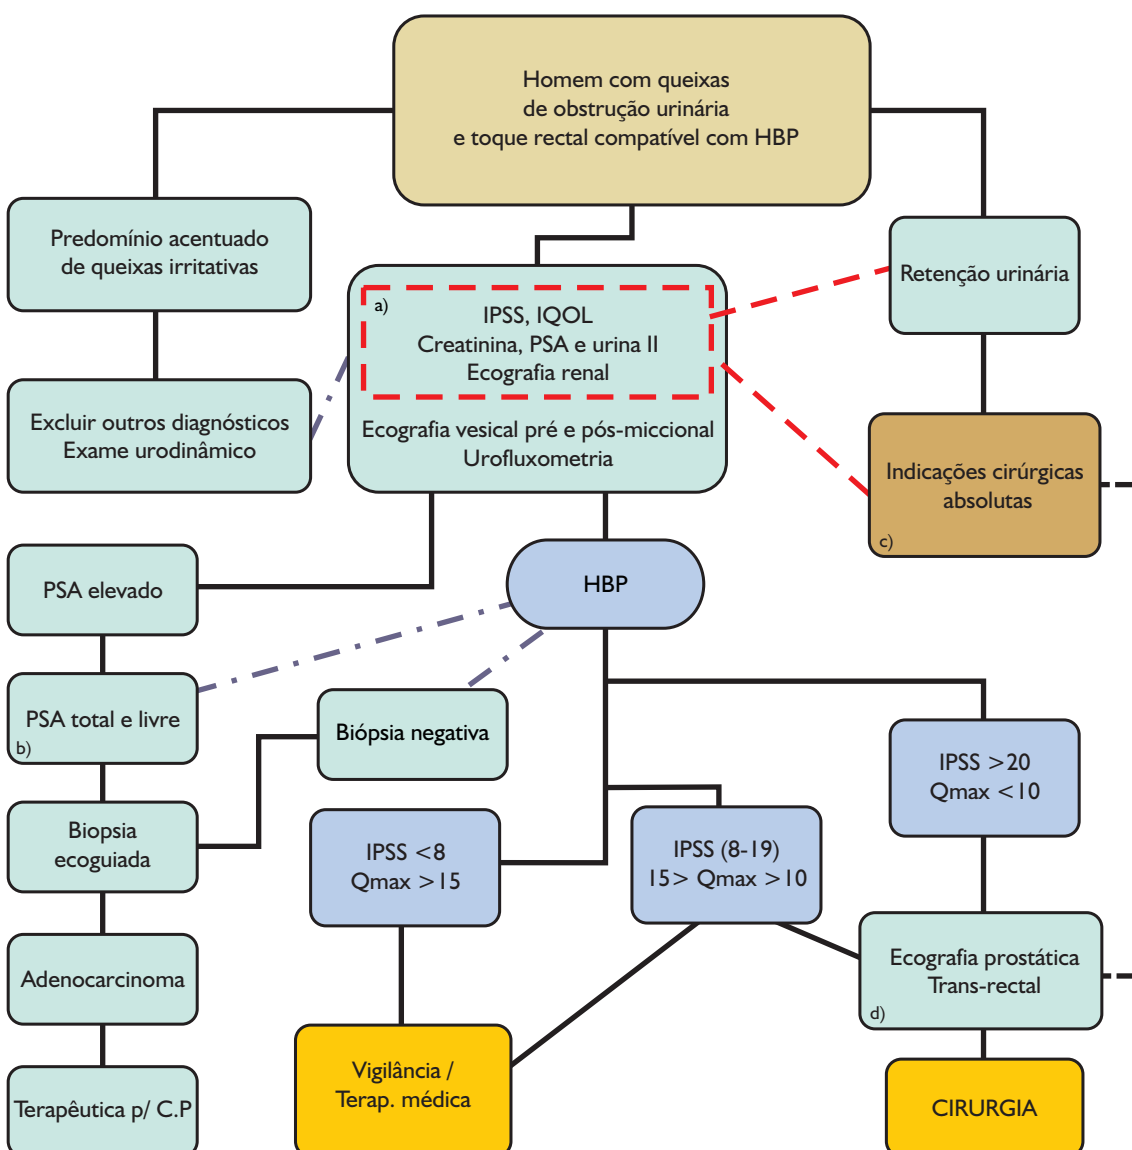 Homem com queixas
de obstrução urinária
e toque rectal compatível com HBP
Predomínio acentuado
de queixas irritativas
Retenção urinária
a)
IPSS, IQOL
Creatinina, PSA e urina II
Ecografia renal
Ecografia vesical pré e pós-miccional
Urofluxometria
Excluir outros diagnósticos
Exame urodinâmico
Indicações cirúrgicas
absolutas
c)
PSA elevado
HBP
PSA total e livre
b)
Biópsia negativa
IPSS >20
Qmax <10
Biopsia
ecoguiada
IPSS <8
Qmax >15
IPSS (8-19)
15> Qmax >10
Adenocarcinoma
Ecografia prostática
Trans-rectal
d)
Terapêutica p/ C.P
Vigilância /
Terap. médica
CIRURGIA